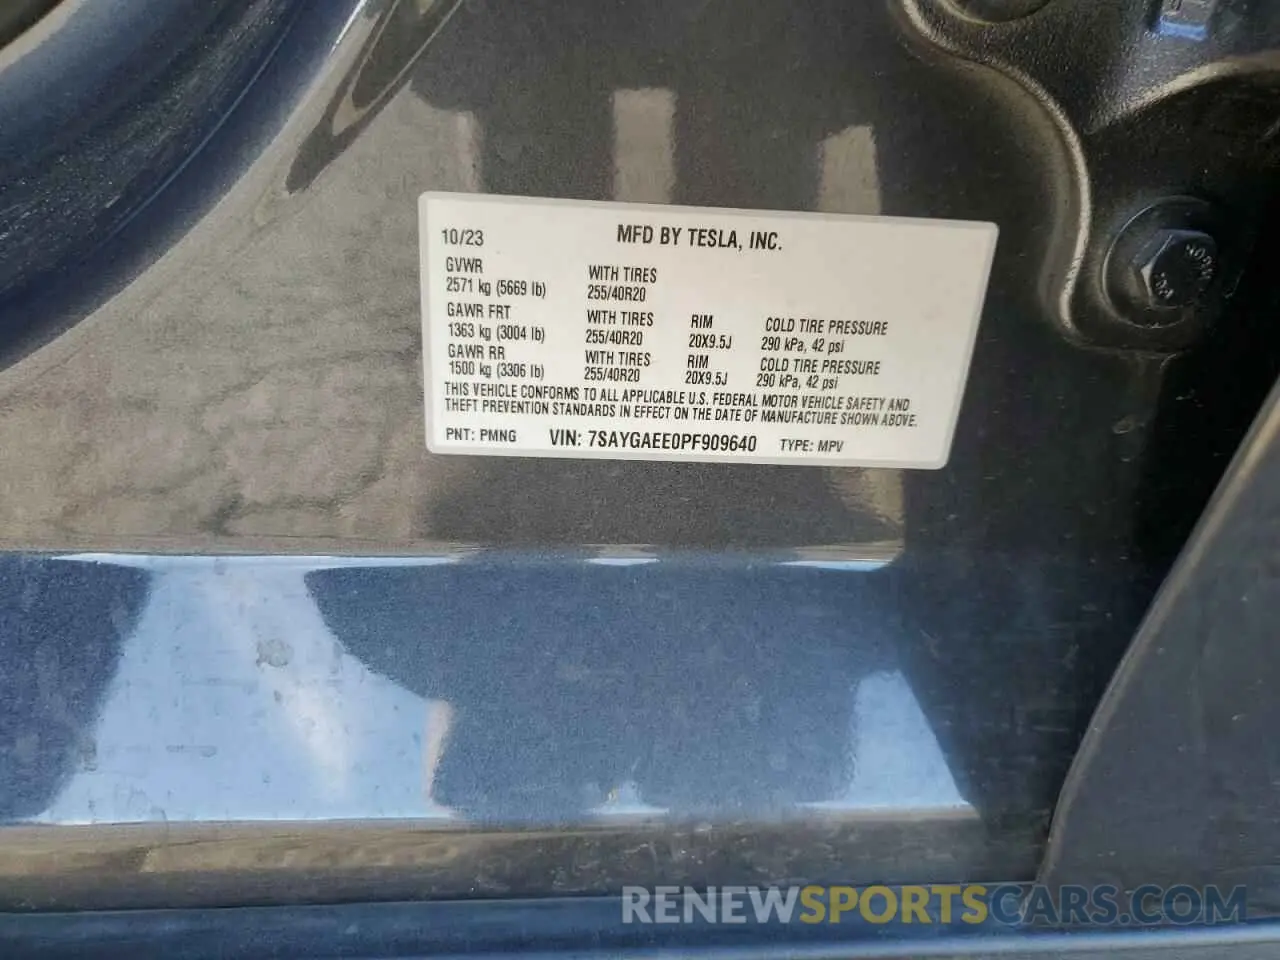 10/23 MFD BY TESLA, INC.
GVWR WITH TIRES
2571 kg (5669 lb) 255/40R20
GAWR FRT WITH TIRES RIM COLD TIRE PRESSURE
1363 kg (3004 lb) 255/40R20 20X9.5J 290 kPa, 42 psi
GAWR RR WITH TIRES RIM COLD TIRE PRESSURE
1500 kg (3306 lb) 255/40R20 20X9.5J 290 kPa, 42 psi
THIS VEHICLE CONFORMS TO ALL APPLICABLE U.S. FEDERAL MOTOR VEHICLE SAFETY AND
THEFT PREVENTION STANDARDS IN EFFECT ON THE DATE OF MANUFACTURE SHOWN ABOVE.
PNT: PMNG VIN: 7SAYGAEE0PF909640 TYPE: MPV
RENEWSPORTSCARS.COM